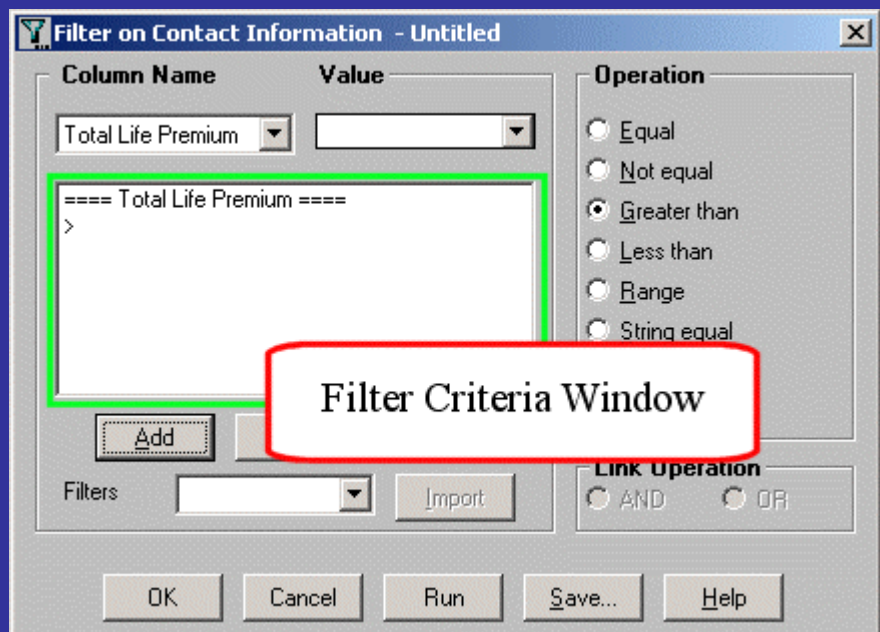 Filter on Contact Information - Untitled
Column Name
Value
Total Life Premium
==== Total Life Premium ====
>
Add
Filters
Import
Operation
Equal
Not equal
Greater than
Less than
Range
String equal
Filter Criteria Window
Link Operation
AND
OR
OK
Cancel
Run
Save...
Help